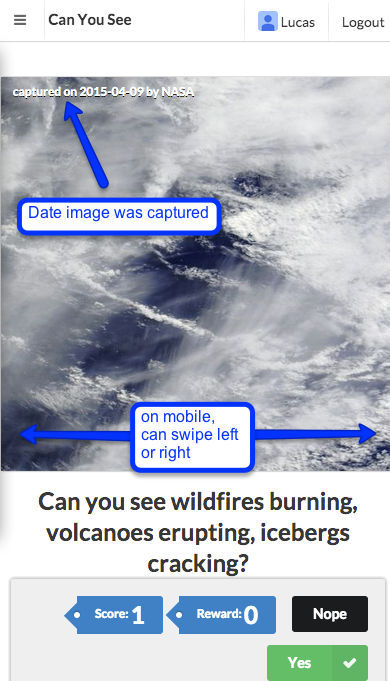 Can You See
Lucas
Logout
captured on 2015-04-09 by NASA
Date image was captured
on mobile,
can swipe left
or right
Can you see wildfires burning,
volcanoes erupting, icebergs
cracking?
Score: 1
Reward: 0
Nope
Yes